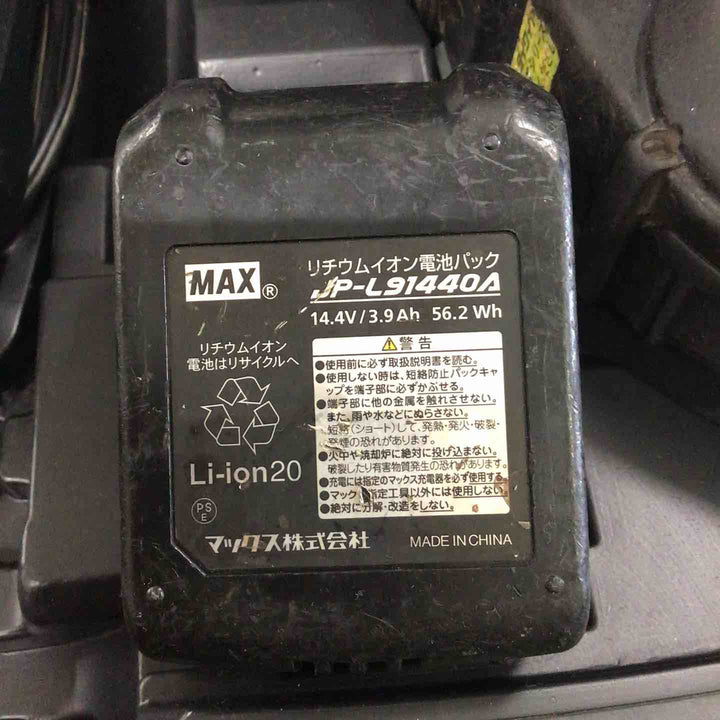 MAX®
リチウムイオン電池パック
JP-L91440A
14.4V/3.9Ah 56.2Wh
リチウムイオン
電池はリサイクルへ
Li-ion20
PS
E
⚠警告
●使用前に必ず取扱説明書を読む。
●使用しない時は、短絡防止パックキャ
ップを端子部に必ずかぶせる。
●端子部に他の金属を触れさせない。
また、雨や水などにぬらさない。
短絡(ショート)して、発熱・発火・破裂・
発煙の恐れがあります。
●火中や焼却炉に絶対に投げ込まない。
破裂したり有害物質発生の恐れがあります。
●充電には指定のマックス充電器を必ず使用する。
●マック 指定工具以外には使用しない。
●絶対に分解・改造をしない。
マックス株式会社
MADE IN CHINA